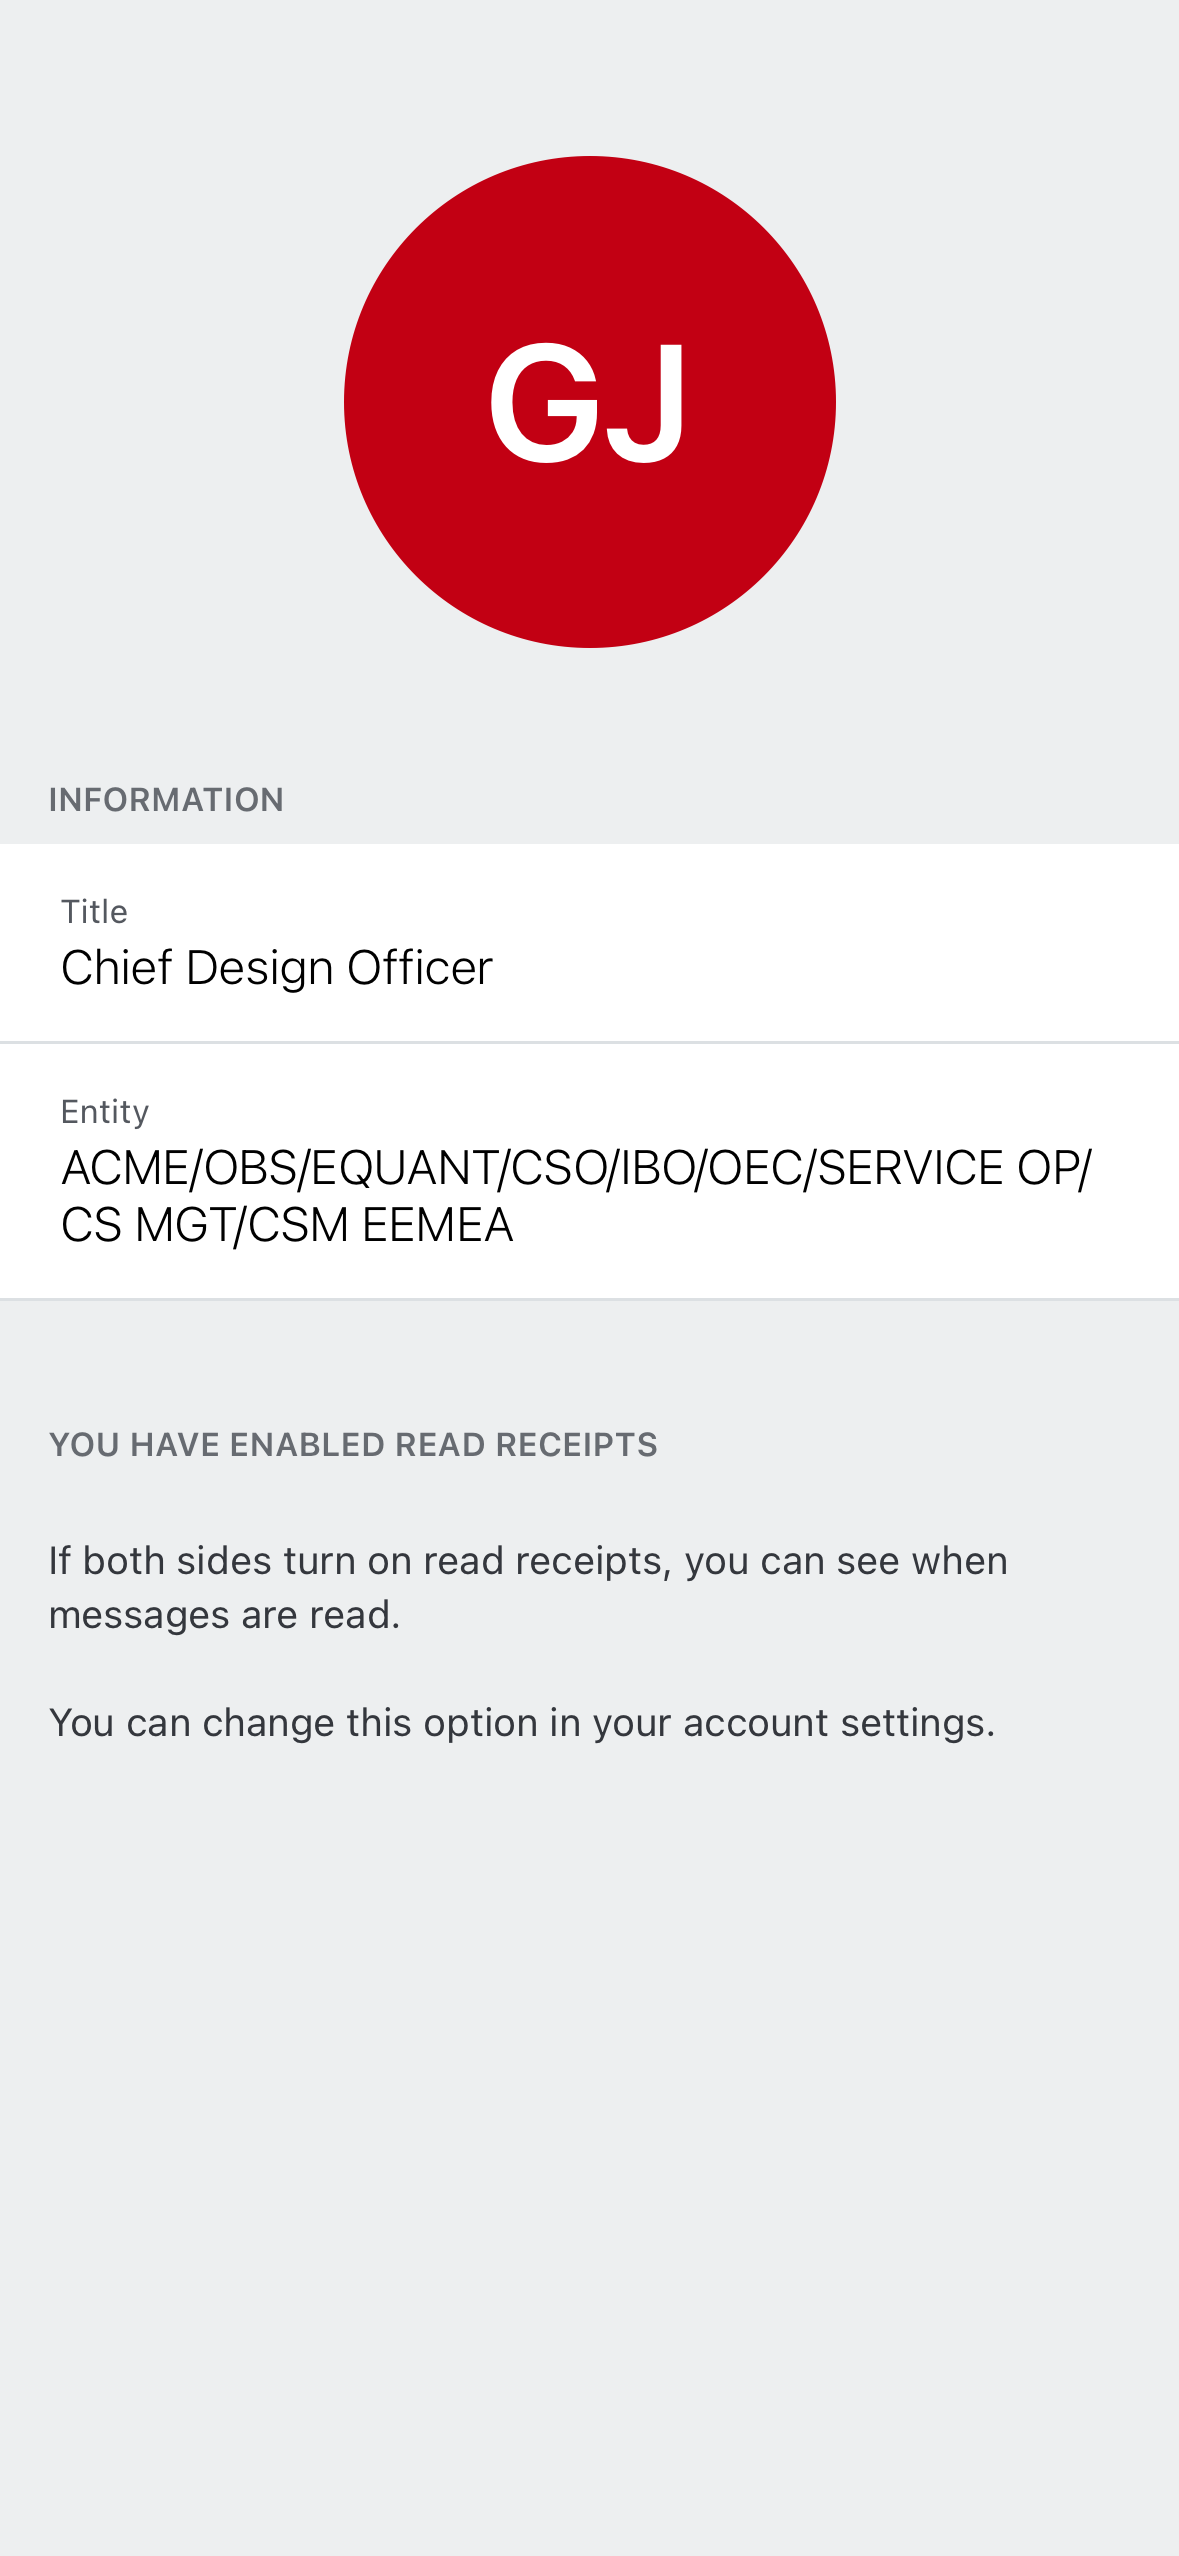 GJ
INFORMATION
Title
Chief Design Officer
Entity
ACME/OBS/EQUANT/CSO/IBO/OEC/SERVICE OP/
CS MGT/CSM EEMEA
YOU HAVE ENABLED READ RECEIPTS
If both sides turn on read receipts, you can see when
messages are read.
You can change this option in your account settings.